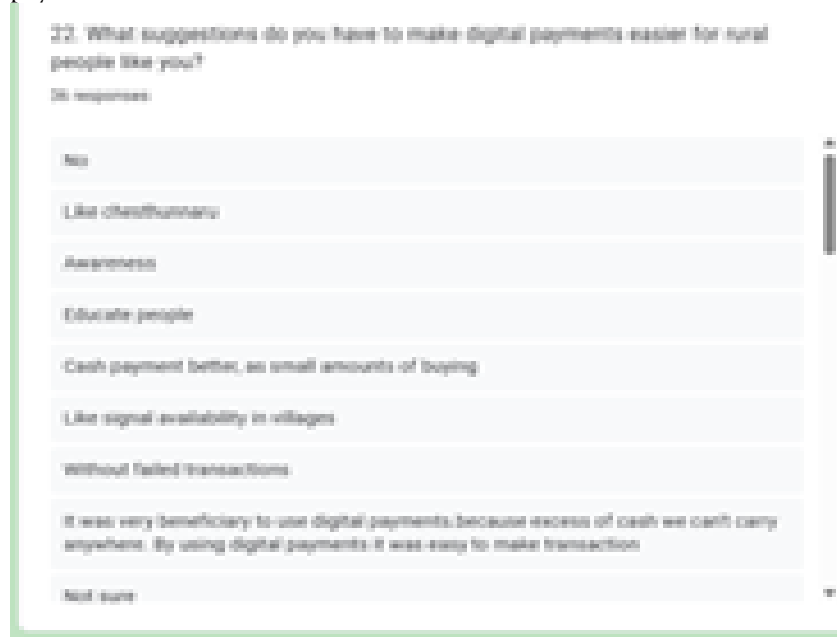 22. What suggestions do you have to make digital payments easier for rural
people like you?
responses
No
Like chesthunnaru
Awareness
Educate people
Cash payment better, as small amounts of buying
Like signal availability in villages
Without failed transactions
It was very beneficiary to use digital payments,because excess of cash we can't carry
anywhere. By using digital payments it was easy to make transaction
Not sure